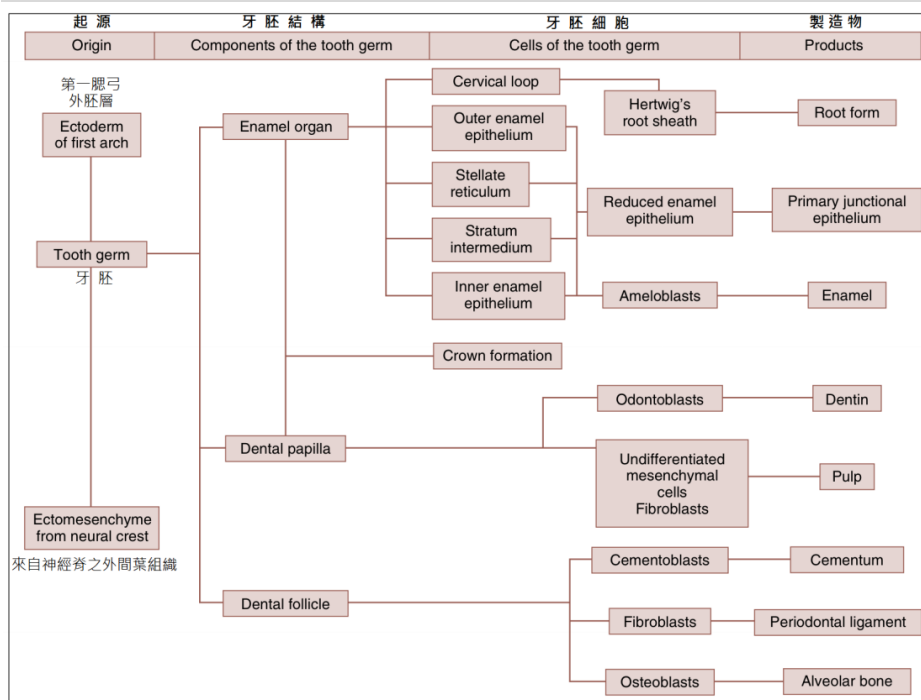 起 源
牙 胚 結 構
牙 胚 細 胞
製 造 物
Origin
Components of the tooth germ
Cells of the tooth germ
Products
第一腮弓
外胚層
Ectoderm
of first arch
Tooth germ
牙 胚
Ectomesenchyme
from neural crest
來自神經脊之外間葉組織
Enamel organ
Dental papilla
Dental follicle
Cervical loop
Outer enamel
epithelium
Stellate
reticulum
Stratum
intermedium
Inner enamel
epithelium
Crown formation
Hertwig's
root sheath
Root form
Reduced enamel
epithelium
Primary junctional
epithelium
Ameloblasts
Enamel
Odontoblasts
Dentin
Undifferentiated
mesenchymal
cells
Fibroblasts
Pulp
Cementoblasts
Cementum
Fibroblasts
Periodontal ligament
Osteoblasts
Alveolar bone